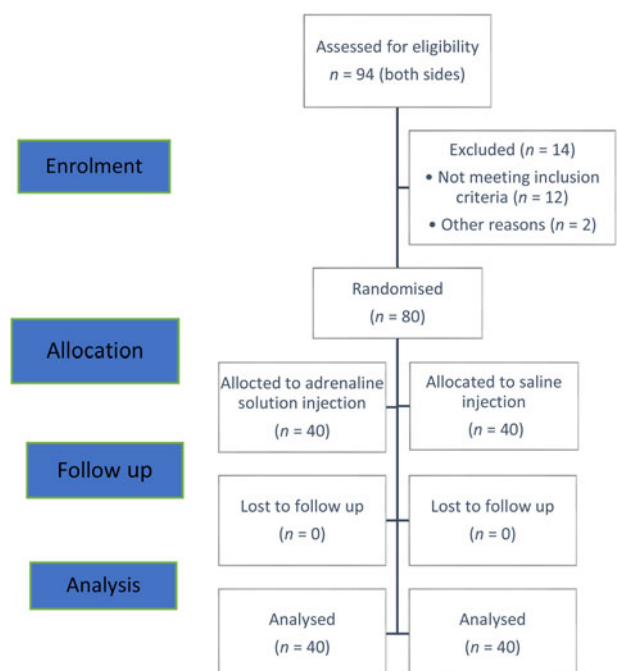 Assessed for eligibility
n = 94 (both sides)
Enrolment
Excluded (n = 14)
• Not meeting inclusion
criteria (n = 12)
• Other reasons (n = 2)
Randomised
(n = 80)
Allocation
Allocted to adrenaline
solution injection
(n = 40)
Allocated to saline
injection
(n = 40)
Follow up
Lost to follow up
(n = 0)
Lost to follow up
(n = 0)
Analysis
Analysed
(n = 40)
Analysed
(n = 40)